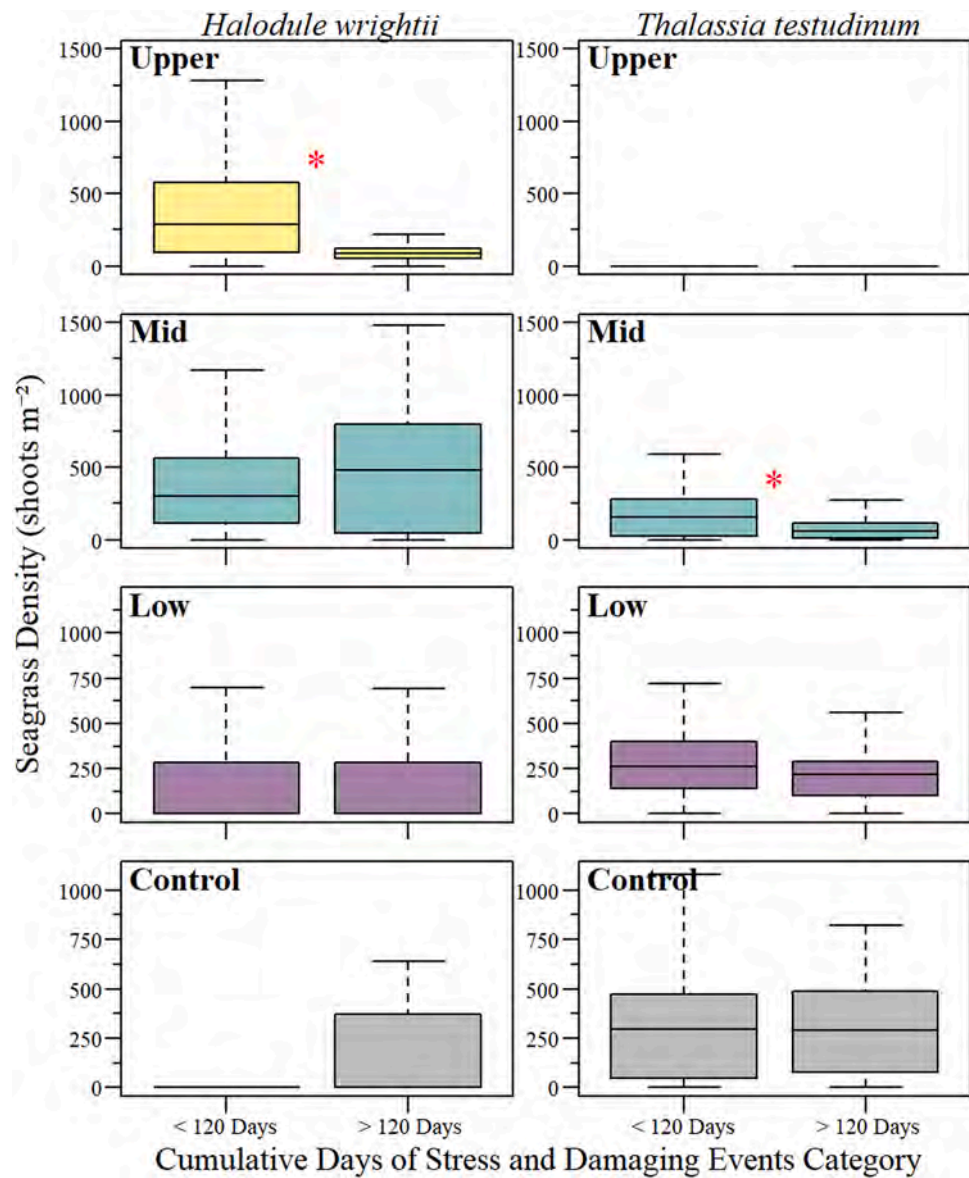 Halodule wrightii
Thalassia testudinum
Upper
1500
1000
500
0
*
Upper
1500
1000
500
0
Mid
1500
1000
500
0
Mid
1500
1000
500
0
*
Low
1000
750
500
250
0
Low
1000
750
500
250
0
Control
1000
750
500
250
0
Control
1000
750
500
250
0
Seagrass Density (shoots m⁻²)
< 120 Days
> 120 Days
< 120 Days
> 120 Days
Cumulative Days of Stress and Damaging Events Category